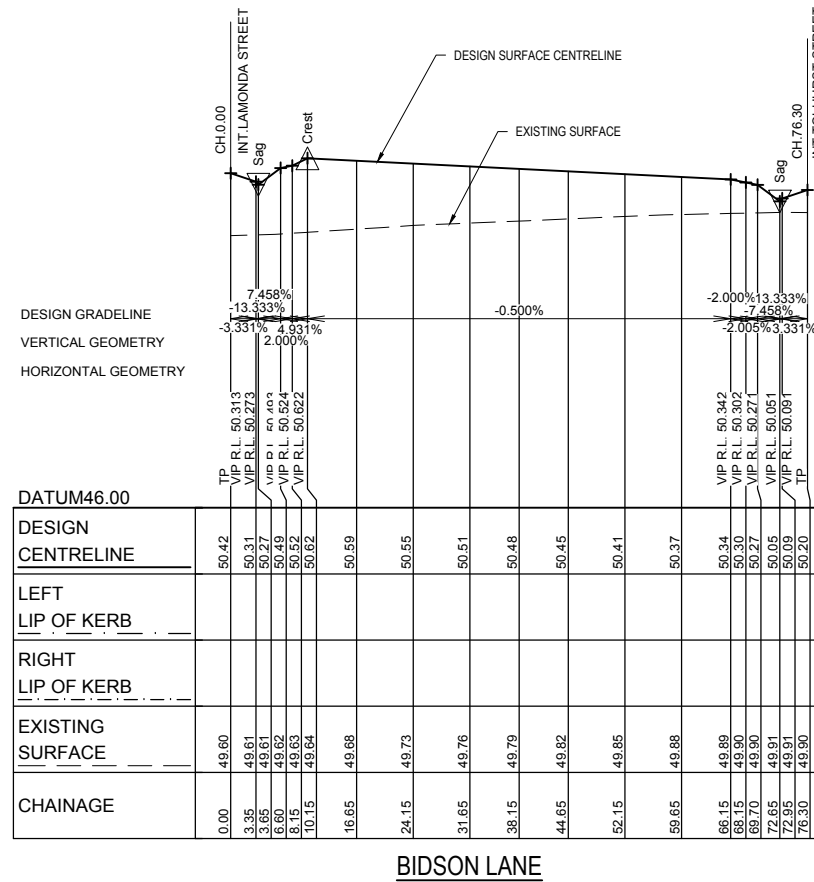 CH.0.00
INT.LAMONDA STREET
Sag
Crest
DESIGN SURFACE CENTRELINE
EXISTING SURFACE
Sag
CH.76.30
DESIGN GRADELINE
VERTICAL GEOMETRY
HORIZONTAL GEOMETRY
-3.331%
-13.333%
7.458%
2.000%
4.931%
-0.500%
-2.000%
-2.005%
-7.458%
13.333%
3.331%
TP
VIP R.L. 50.313
VIP R.L. 50.273
VIP R.L. 50.493
VIP R.L. 50.524
VIP R.L. 50.622
VIP R.L. 50.342
VIP R.L. 50.302
VIP R.L. 50.271
VIP R.L. 50.051
VIP R.L. 50.091
TP
DATUM46.00
DESIGN
CENTRELINE
50.42 50.31 50.27 50.49 50.52 50.62 50.59 50.55 50.51 50.48 50.45 50.41 50.37 50.34 50.30 50.27 50.05 50.09 50.20
LEFT
LIP OF KERB
RIGHT
LIP OF KERB
EXISTING
SURFACE
49.60 49.61 49.61 49.62 49.63 49.64 49.68 49.73 49.76 49.79 49.82 49.85 49.88 49.89 49.90 49.90 49.91 49.91 49.90
CHAINAGE
0.00 3.35 3.65 6.60 8.15 10.15 16.65 24.15 31.65 38.15 44.65 52.15 59.65 66.15 68.15 69.70 72.65 72.95 76.30
BIDSON LANE